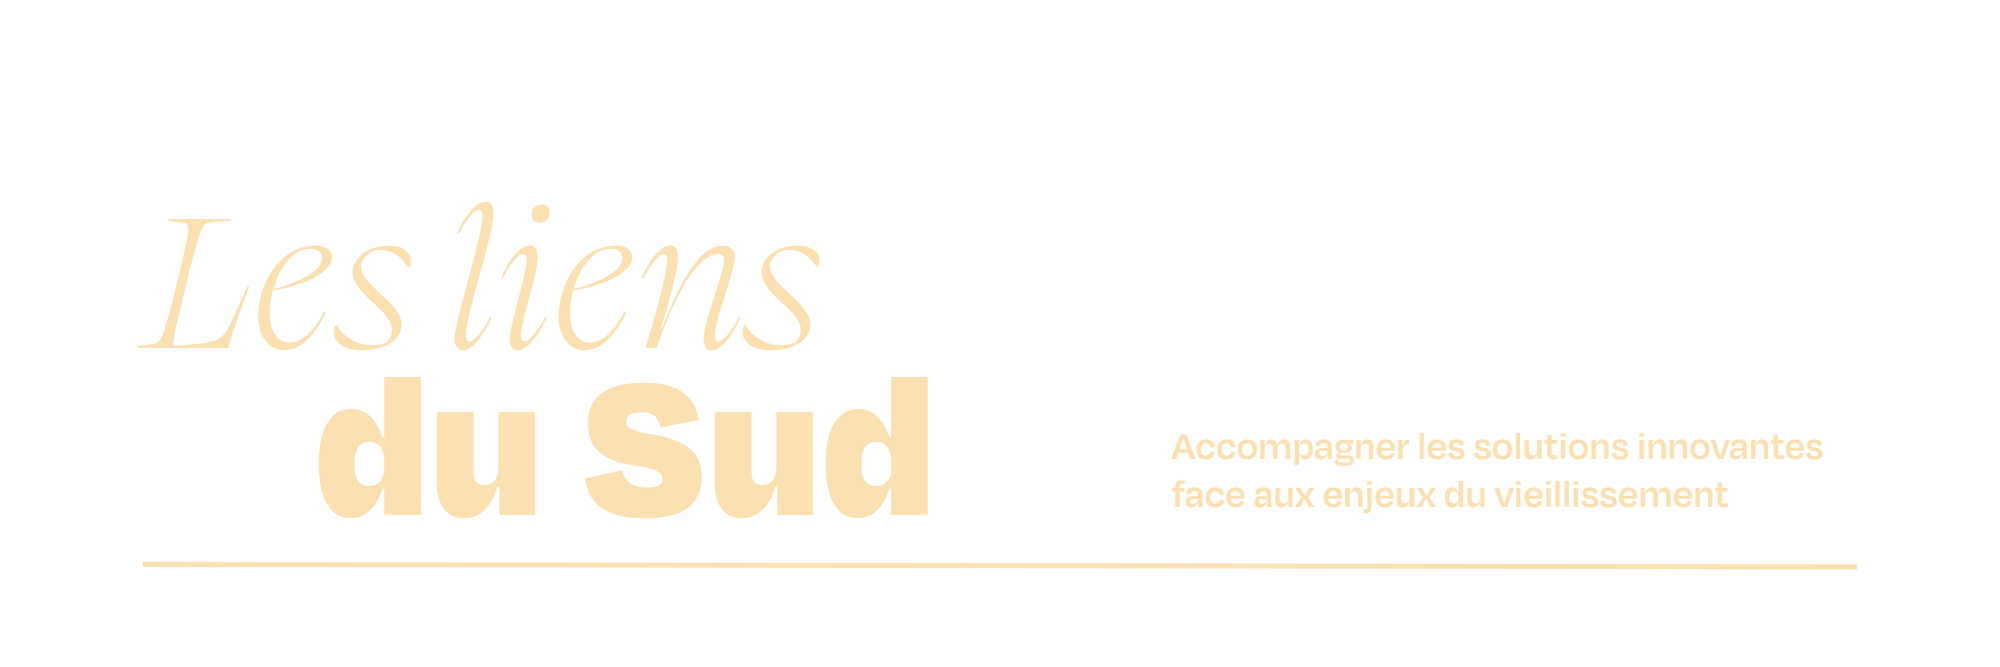 Les liens
du Sud
Accompagner les solutions innovantes
face aux enjeux du vieillissement